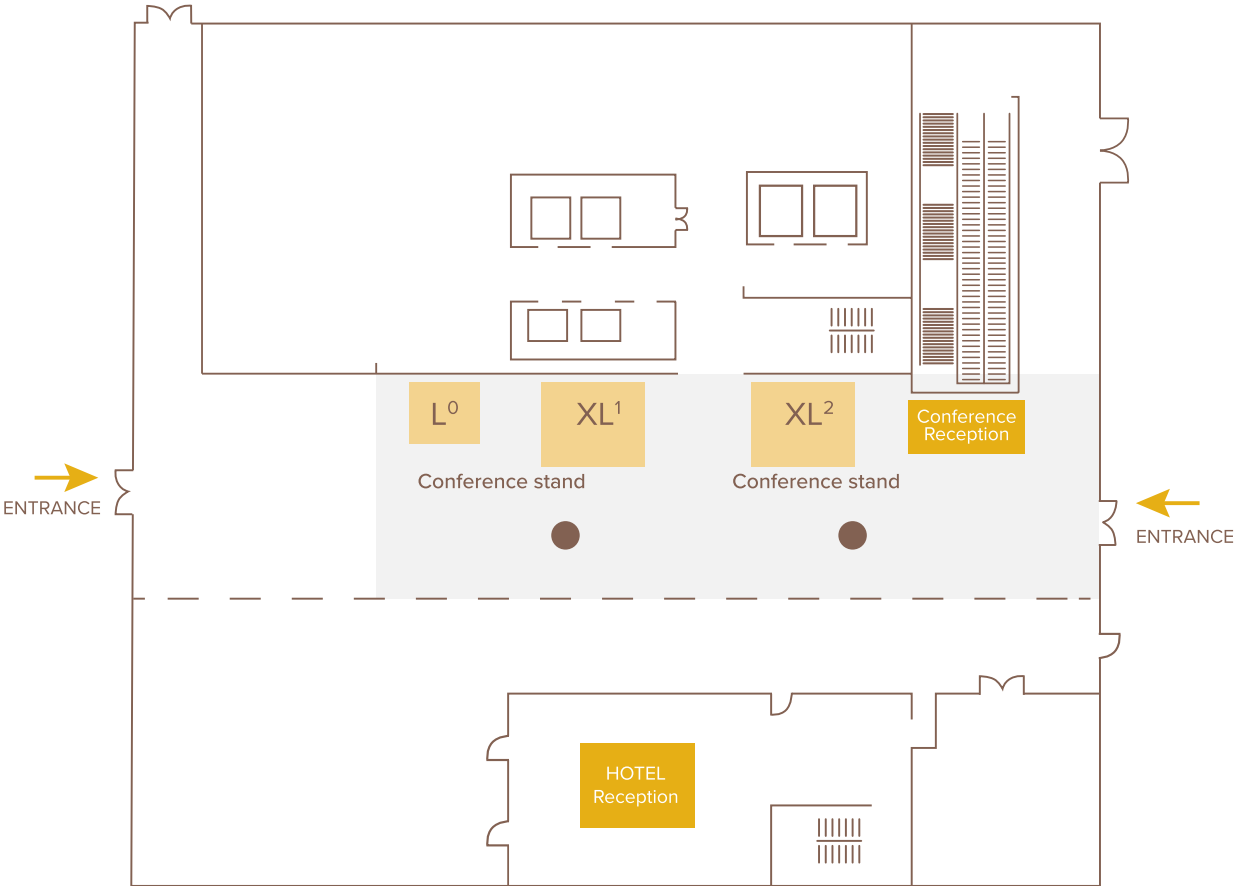 L⁰
XL¹
XL²
Conference
Reception
Conference stand
Conference stand
ENTRANCE
ENTRANCE
HOTEL
Reception